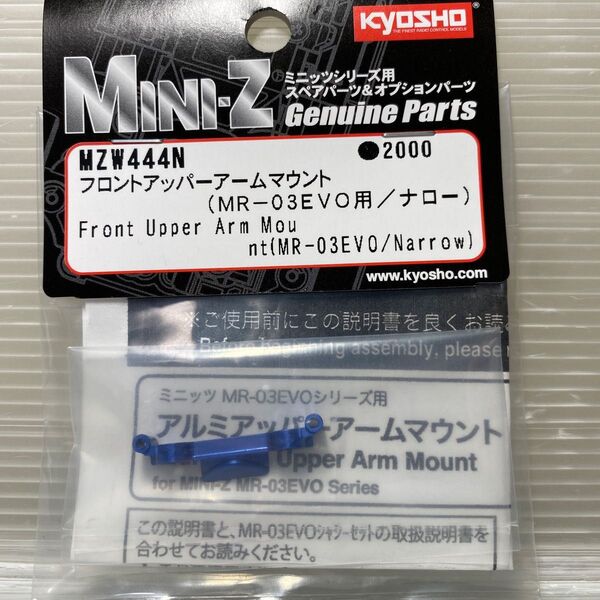 KYOSHO
THE FINEST RADIO CONTROL MODELS
MINI-Z
ミニッツシリーズ用
スペアパーツ&オプションパーツ
Genuine Parts
MZW444N
●2000
フロントアッパーアームマウント
(MR-03EVO用/ナロー)
Front Upper Arm Mou
nt(MR-03EVO/Narrow)
www.kyosho.com
※ご使用前にこの説明書を良くお読み
Before beginning assembly, please
ミニッツ MR-03EVOシリーズ用
アルミアッパーアームマウント
Upper Arm Mount
for MINI-Z MR-03EVO Series
この説明書と、MR-03EVOシャシーセットの取扱説明書を
合わせてお読みください。